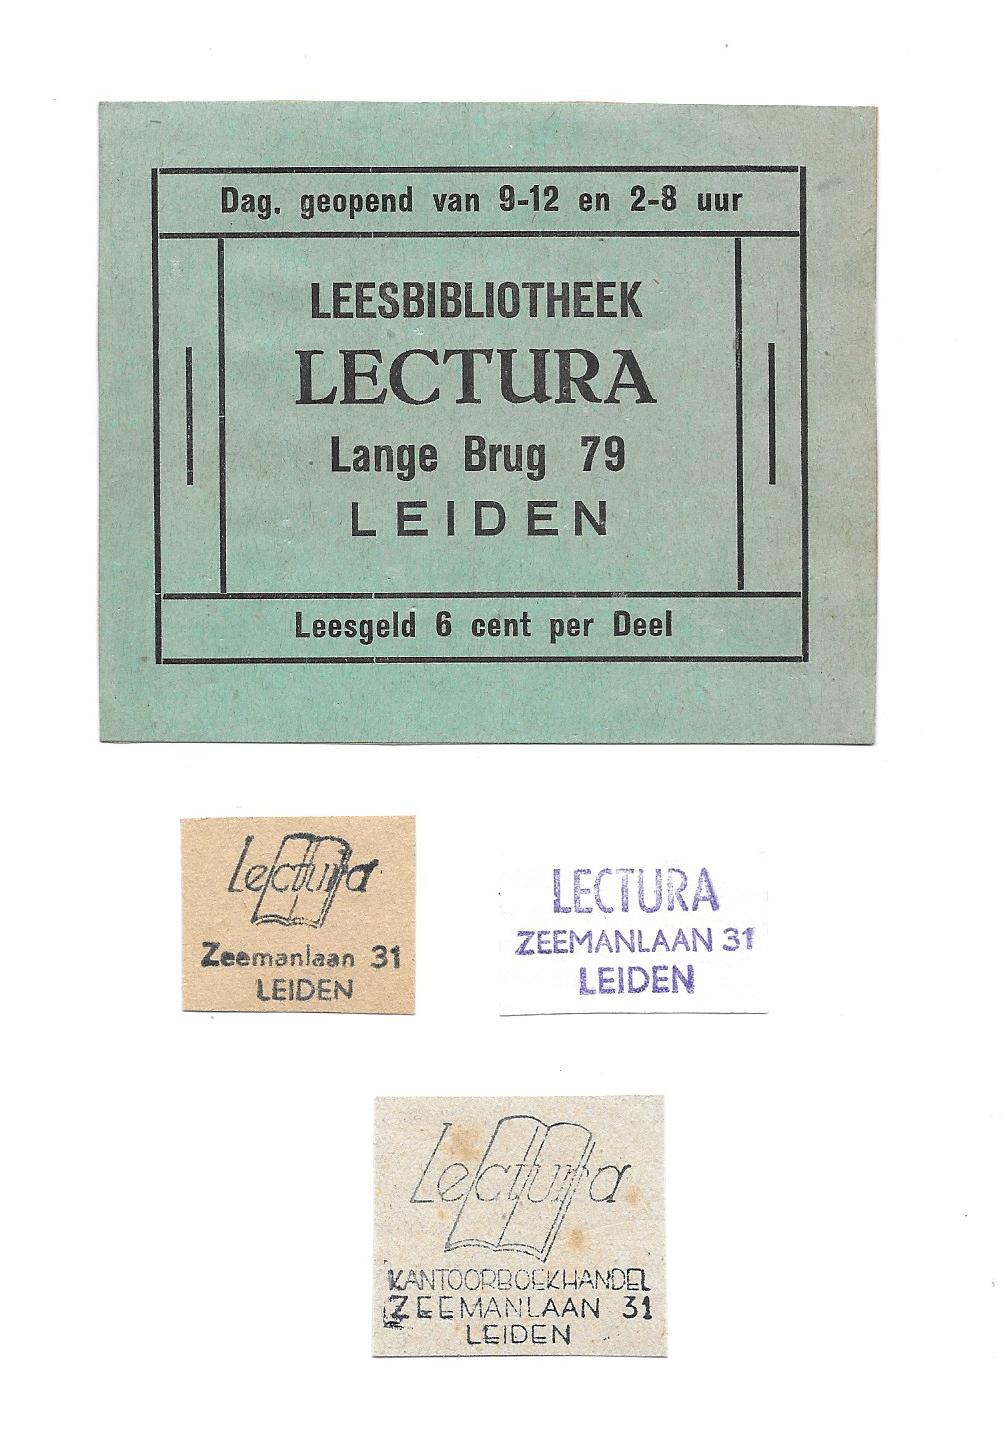 Dag. geopend van 9-12 en 2-8 uur
LEESBIBLIOTHEEK
LECTURA
Lange Brug 79
LEIDEN
Leesgeld 6 cent per Deel
Lectura
Zeemanlaan 31
LEIDEN
LECTURA
ZEEMANLAAN 31
LEIDEN
Lectura
KANTOORBOEKHANDEL
ZEEMANLAAN 31
LEIDEN